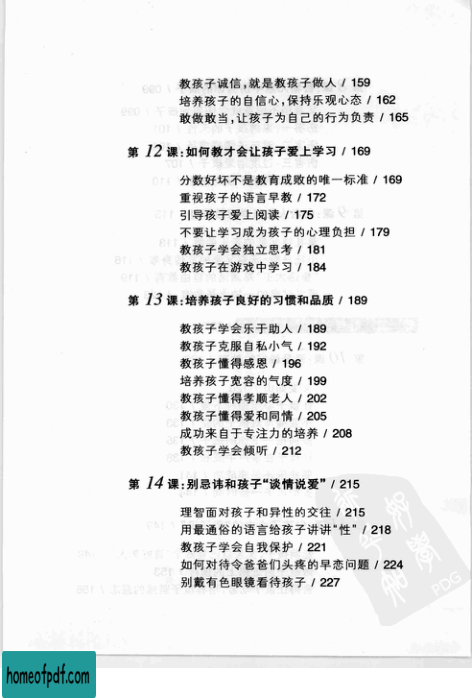 教孩子诚信,就是教孩子做人 / 159
培养孩子的自信心,保持乐观心态 / 162
敢做敢当,让孩子为自己的行为负责 / 165
第 12 课:如何教才会让孩子爱上学习 / 169
分数好坏不是教育成败的唯一标准 / 169
重视孩子的语言早教 / 172
引导孩子爱上阅读 / 175
不要让学习成为孩子的心理负担 / 179
教孩子学会独立思考 / 181
教孩子在游戏中学习 / 184
第 13 课:培养孩子良好的习惯和品质 / 189
教孩子学会乐于助人 / 189
教孩子克服自私小气 / 192
教孩子懂得感恩 / 196
培养孩子宽容的气度 / 199
教孩子懂得孝顺老人 / 202
教孩子懂得爱和同情 / 205
成功来自于专注力的培养 / 208
教孩子学会倾听 / 212
第 14 课:别忌讳和孩子“谈情说爱” / 215
理智面对孩子和异性的交往 / 215
用最通俗的语言给孩子讲讲“性” / 218
教孩子学会自我保护 / 221
如何对待令爸爸们头疼的早恋问题 / 224
别戴有色眼镜看待孩子 / 227
PDG
homeofpdf.com